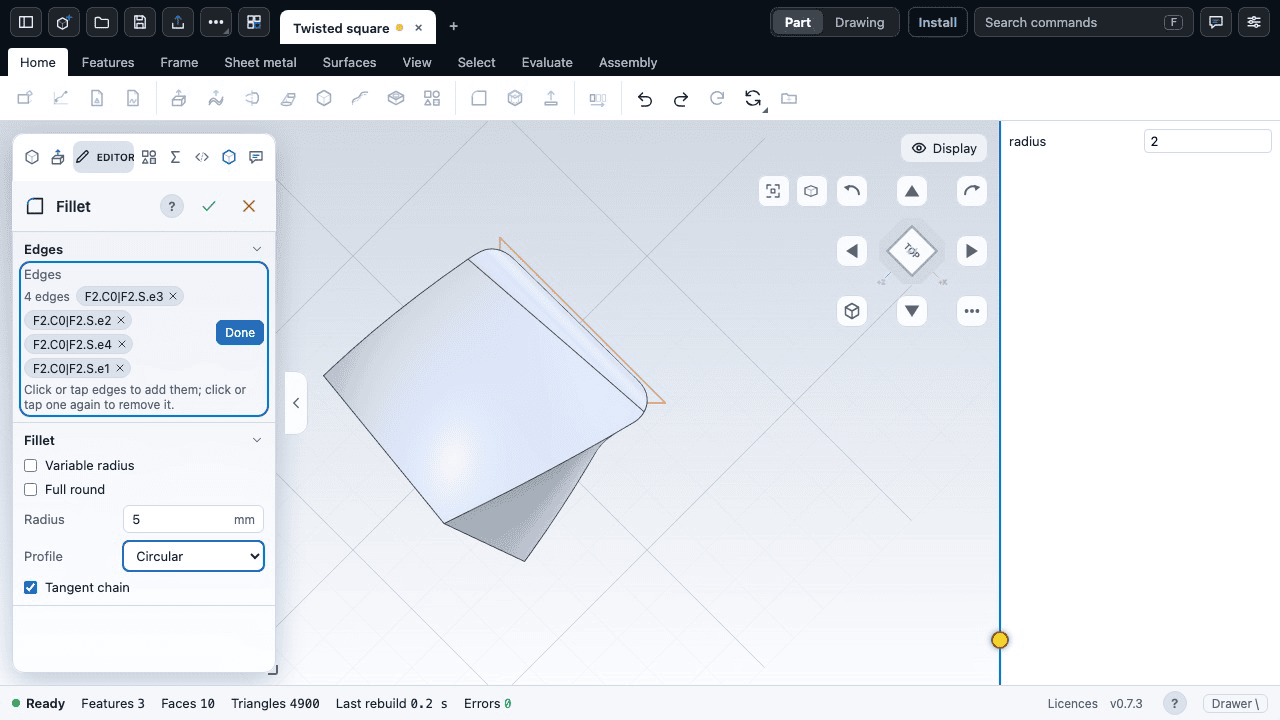 Twisted square
Part
Drawing
Install
Search commands
F
Home
Features
Frame
Sheet metal
Surfaces
View
Select
Evaluate
Assembly
EDITOR
Fillet
?
Edges
Edges
4 edges F2.C0|F2.S.e3
F2.C0|F2.S.e2
F2.C0|F2.S.e4
F2.C0|F2.S.e1
Done
Click or tap edges to add them; click or
tap one again to remove it.
Fillet
Variable radius
Full round
Radius 5 mm
Profile Circular
Tangent chain
Display
TOP
radius 2
Ready
Features 3
Faces 10
Triangles 4900
Last rebuild 0.2 s
Errors 0
Licences
v0.7.3
?
Drawer \